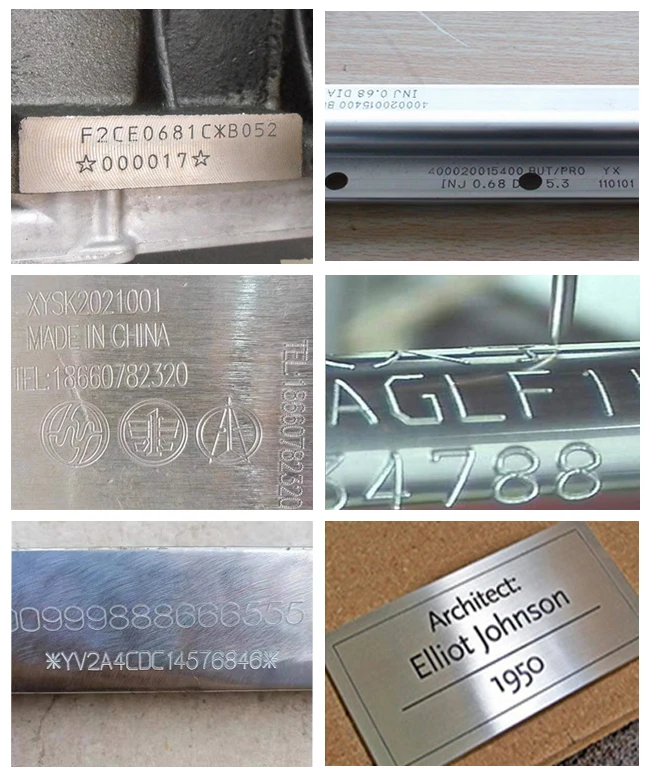 F2CE0681C*B052
☆000017☆
INJ 0.68 DIA
400020015400
400020015400 BUT/PRO YX
INJ 0.68 D 5.3 110101
XYSK2021001
MADE IN CHINA
TEL:18660782320
TEL:18660782320
AGLF1
34788
00999888666555
*YV2A4CDC14576846*
Architect:
Elliot Johnson
1950